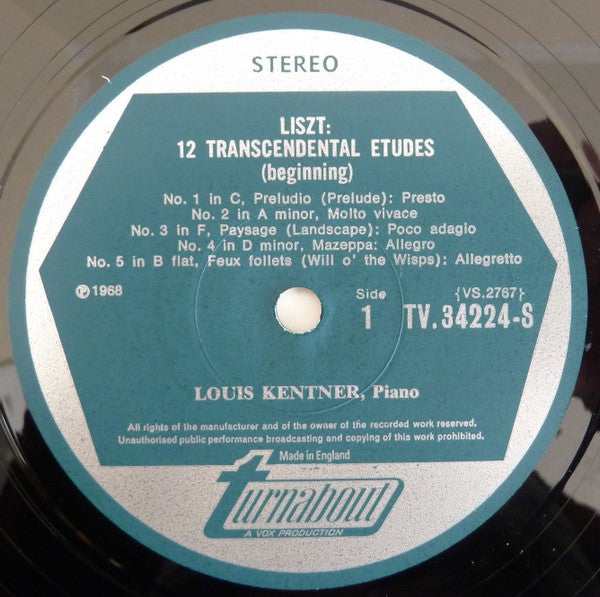 STEREO
LISZT:
12 TRANSCENDENTAL ETUDES
(beginning)
No. 1 in C, Preludio (Prelude): Presto
No. 2 in A minor, Molto vivace
No. 3 in F, Paysage (Landscape): Poco adagio
No. 4 in D minor, Mazeppa: Allegro
No. 5 in B flat, Feux follets (Will o' the Wisps): Allegretto
℗ 1968
Side {VS.2767}
1 TV.34224-S
LOUIS KENTNER, Piano
All rights of the manufacturer and of the owner of the recorded work reserved.
Unauthorised public performance broadcasting and copying of this work prohibited.
Made in England
turnabout
A VOX PRODUCTION